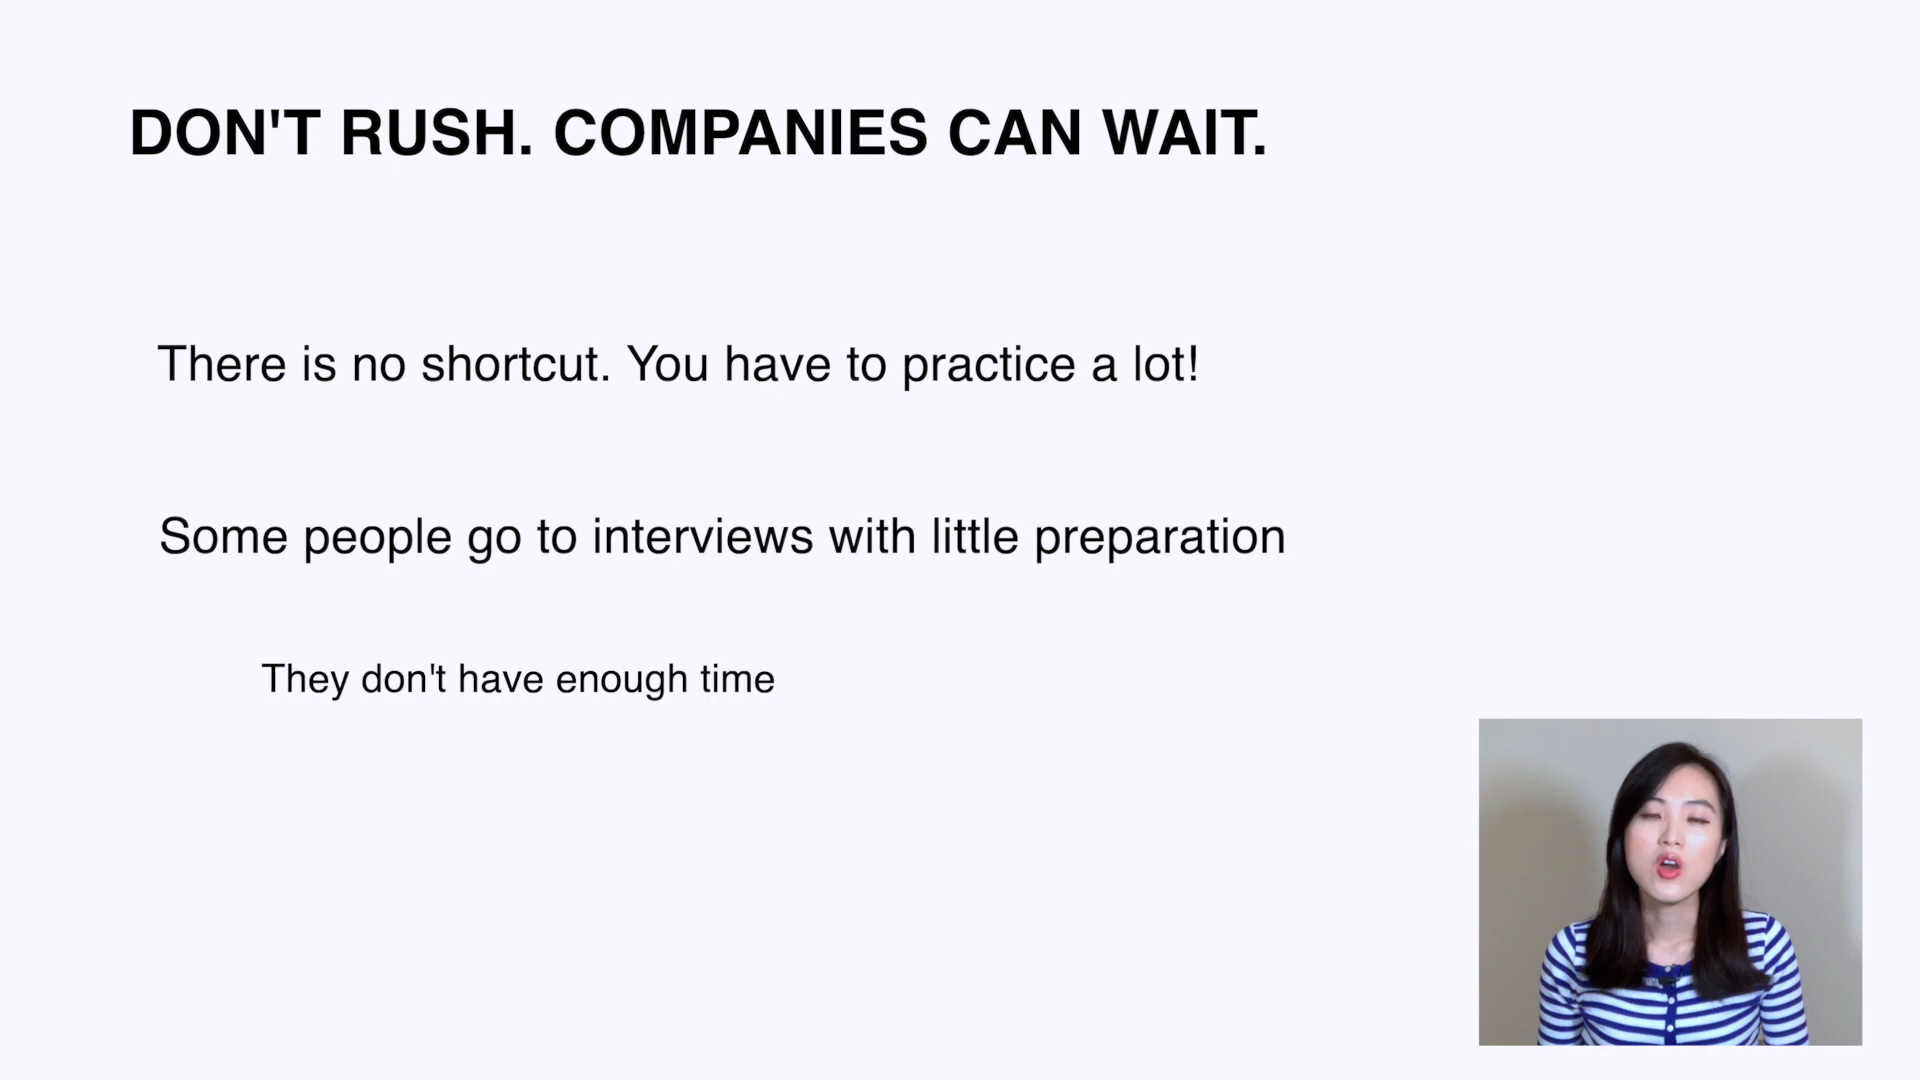 DON'T RUSH. COMPANIES CAN WAIT.
There is no shortcut. You have to practice a lot!
Some people go to interviews with little preparation
They don't have enough time